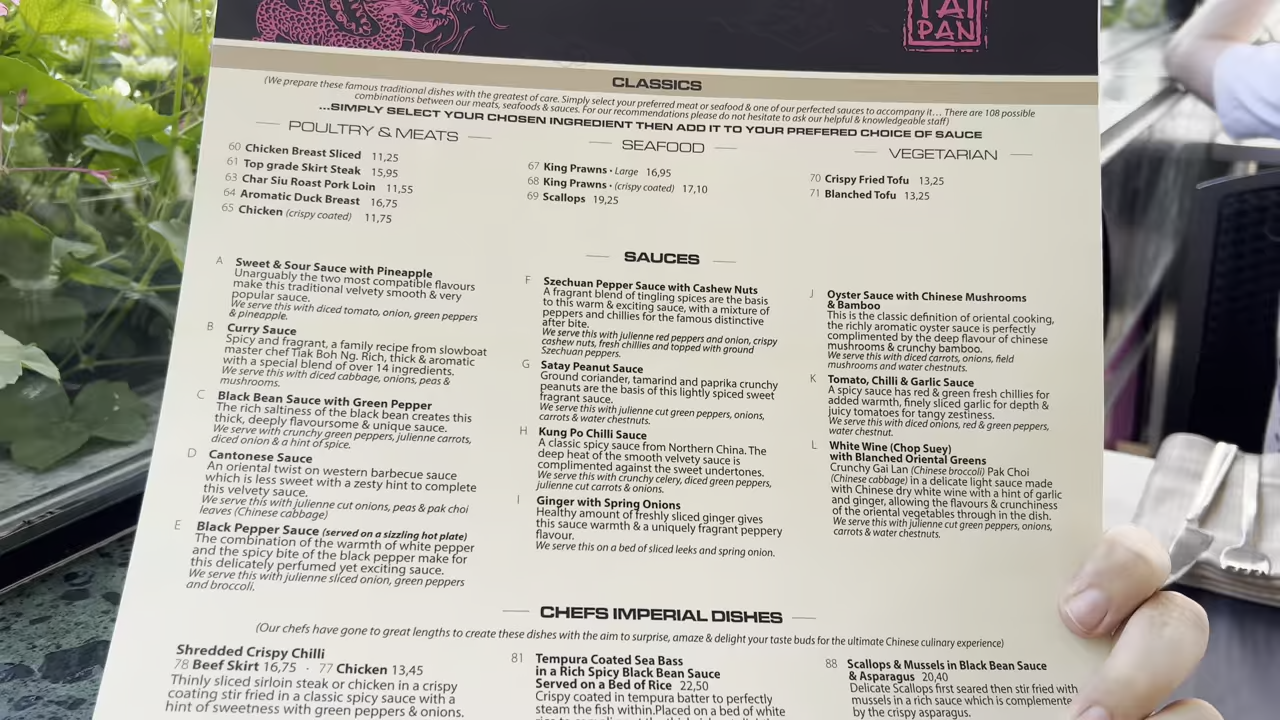 TAI
PAN
CLASSICS
(We prepare these famous traditional dishes with the greatest of care. Simply select your preferred meat or seafood & one of our perfected sauces to accompany it... There are 108 possible
combinations between our meats, seafoods & sauces. For our recommendations please do not hesitate to ask our helpful & knowledgeable staff)
...SIMPLY SELECT YOUR CHOSEN INGREDIENT THEN ADD IT TO YOUR PREFERED CHOICE OF SAUCE
POULTRY & MEATS
60 Chicken Breast Sliced 11,25
61 Top grade Skirt Steak 15,95
63 Char Siu Roast Pork Loin 11,55
64 Aromatic Duck Breast 16,75
65 Chicken (crispy coated) 11,75
SEAFOOD
67 King Prawns • Large 16,95
68 King Prawns • (crispy coated) 17,10
69 Scallops 19,25
VEGETARIAN
70 Crispy Fried Tofu 13,25
71 Blanched Tofu 13,25
SAUCES
A Sweet & Sour Sauce with Pineapple
Unarguably the two most compatible flavours
make this traditional velvety smooth & very
popular sauce.
We serve this with diced tomato, onion, green peppers
& pineapple.
B Curry Sauce
Spicy and fragrant, a family recipe from slowboat
master chef Tiak Boh Ng. Rich, thick & aromatic
with a special blend of over 14 ingredients.
We serve this with diced cabbage, onions, peas &
mushrooms.
C Black Bean Sauce with Green Pepper
The rich saltiness of the black bean creates this
thick, deeply flavoursome & unique sauce.
We serve with crunchy green peppers, julienne carrots,
diced onion & a hint of spice.
D Cantonese Sauce
An oriental twist on western barbecue sauce
which is less sweet with a zesty hint to complete
this velvety sauce.
We serve this with julienne cut onions, peas & pak choi
leaves (Chinese cabbage)
E Black Pepper Sauce (served on a sizzling hot plate)
The combination of the warmth of white pepper
and the spicy bite of the black pepper make for
this delicately perfumed yet exciting sauce.
We serve this with julienne sliced onion, green peppers
and broccoli.
F Szechuan Pepper Sauce with Cashew Nuts
A fragrant blend of tingling spices are the basis
to this warm & exciting sauce, with a mixture of
peppers and chillies for the famous distinctive
after bite.
We serve this with julienne red peppers and onion, crispy
cashew nuts, fresh chillies and topped with ground
Szechuan peppers.
G Satay Peanut Sauce
Ground coriander, tamarind and paprika crunchy
peanuts are the basis of this lightly spiced sweet
fragrant sauce.
We serve this with julienne cut green peppers, onions,
carrots & water chestnuts.
H Kung Po Chilli Sauce
A classic spicy sauce from Northern China. The
deep heat of the smooth velvety sauce is
complimented against the sweet undertones.
We serve this with crunchy celery, diced green peppers,
julienne cut carrots & onions.
I Ginger with Spring Onions
Healthy amount of freshly sliced ginger gives
this sauce warmth & a uniquely fragrant peppery
flavour.
We serve this on a bed of sliced leeks and spring onion.
J Oyster Sauce with Chinese Mushrooms
& Bamboo
This is the classic definition of oriental cooking,
the richly aromatic oyster sauce is perfectly
complimented by the deep flavour of chinese
mushrooms & crunchy bamboo.
We serve this with diced carrots, onions, field
mushrooms and water chestnuts.
K Tomato, Chilli & Garlic Sauce
A spicy sauce has red & green fresh chillies for
added warmth, finely sliced garlic for depth &
juicy tomatoes for tangy zestiness.
We serve this with diced onions, red & green peppers,
water chestnut.
L White Wine (Chop Suey)
with Blanched Oriental Greens
Crunchy Gai Lan (Chinese broccoli) Pak Choi
(Chinese cabbage) in a delicate light sauce made
with Chinese dry white wine with a hint of garlic
and ginger, allowing the flavours & crunchiness
of the oriental vegetables through in the dish.
We serve this with julienne cut green peppers, onions,
carrots & water chestnuts.
CHEFS IMPERIAL DISHES
(Our chefs have gone to great lengths to create these dishes with the aim to surprise, amaze & delight your taste buds for the ultimate Chinese culinary experience)
Shredded Crispy Chilli
78 Beef Skirt 16,75 · 77 Chicken 13,45
Thinly sliced sirloin steak or chicken in a crispy
coating stir fried in a classic spicy sauce with a
hint of sweetness with green peppers & onions.
81 Tempura Coated Sea Bass
in a Rich Spicy Black Bean Sauce
Served on a Bed of Rice 22,50
Crispy coated in tempura batter to perfectly
steam the fish within. Placed on a bed of white
88 Scallops & Mussels in Black Bean Sauce
& Asparagus 20,40
Delicate Scallops first seared then stir fried with
mussels in a rich sauce which is complemente
by the crispy asparagus.